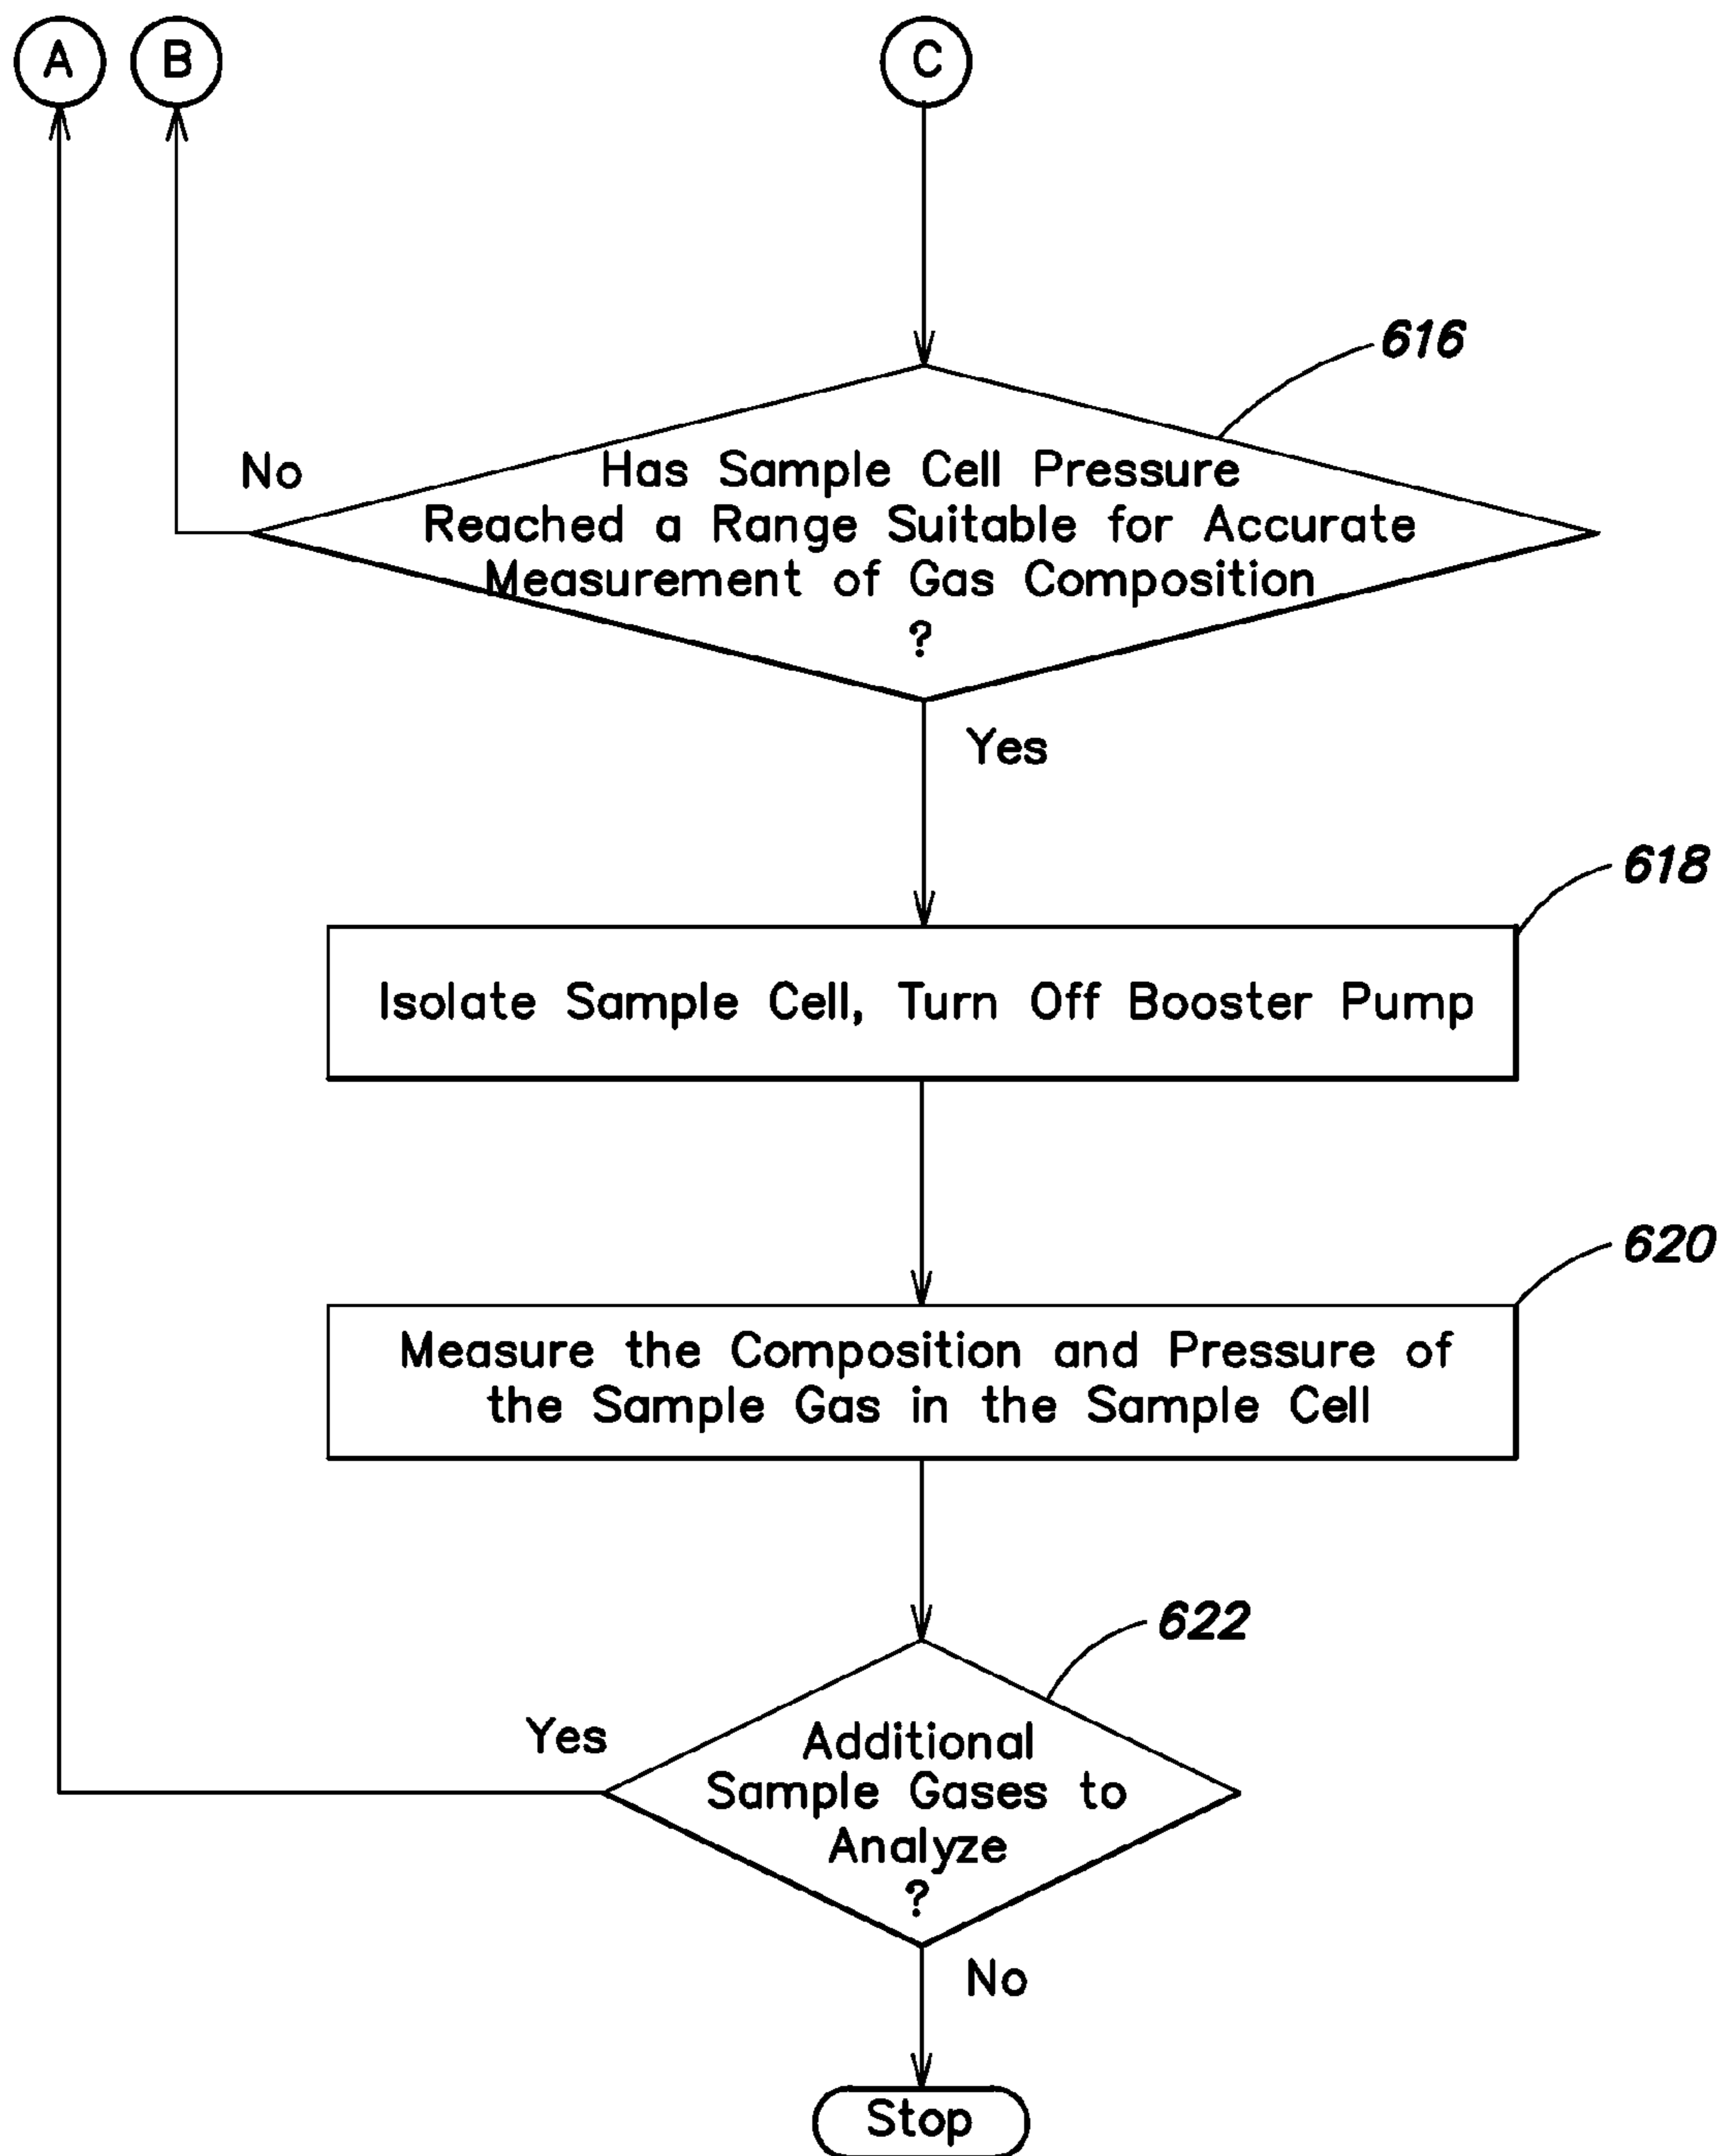 A
B
C
616
No
Has Sample Cell Pressure
Reached a Range Suitable for Accurate
Measurement of Gas Composition
?
Yes
618
Isolate Sample Cell, Turn Off Booster Pump
620
Measure the Composition and Pressure of
the Sample Gas in the Sample Cell
622
Yes
Additional
Sample Gases to
Analyze
?
No
Stop